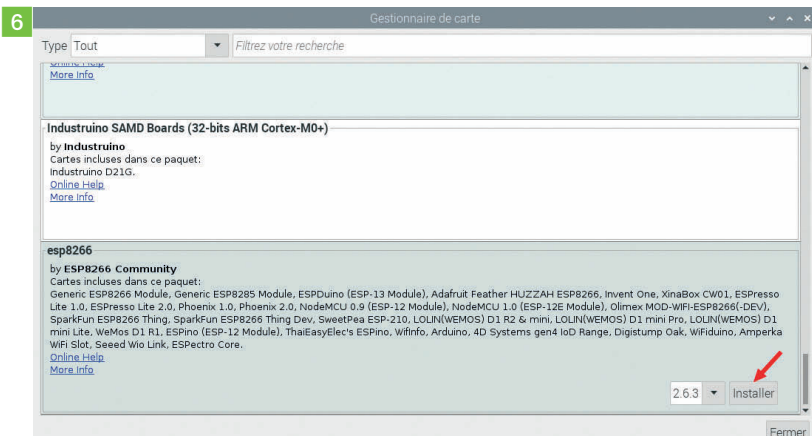 6
Gestionnaire de carte
Type Tout Filtrez votre recherche
Online Help
More Info
Industruino SAMD Boards (32-bits ARM Cortex-M0+)
by Industruino
Cartes incluses dans ce paquet:
Industruino D21G.
Online Help
More Info
esp8266
by ESP8266 Community
Cartes incluses dans ce paquet:
Generic ESP8266 Module, Generic ESP8285 Module, ESPDuino (ESP-13 Module), Adafruit Feather HUZZAH ESP8266, Invent One, XinaBox CW01, ESPresso
Lite 1.0, ESPresso Lite 2.0, Phoenix 1.0, Phoenix 2.0, NodeMCU 0.9 (ESP-12 Module), NodeMCU 1.0 (ESP-12E Module), Olimex MOD-WIFI-ESP8266(-DEV),
SparkFun ESP8266 Thing, SparkFun ESP8266 Thing Dev, SweetPea ESP-210, LOLIN(WEMOS) D1 R2 & mini, LOLIN(WEMOS) D1 mini Pro, LOLIN(WEMOS) D1
mini Lite, WeMos D1 R1, ESPino (ESP-12 Module), ThaiEasyElec's ESPino, WifInfo, Arduino, 4D Systems gen4 IoD Range, Digistump Oak, WiFiduino, Amperka
WiFi Slot, Seeed Wio Link, ESPectro Core.
Online Help
More Info
2.6.3 Installer
Fermer